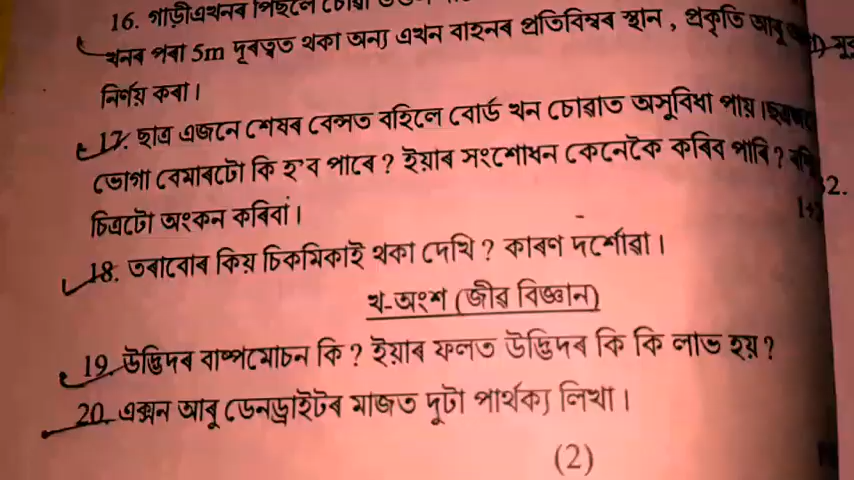 16. গাড়ীএখনৰ পিছলৈ চোৱা
খনৰ পৰা 5m দূৰত্বত থকা অন্য এখন বাহনৰ প্ৰতিবিম্বৰ স্থান , প্ৰকৃতি আৰু
নিৰ্ণয় কৰা।
17. ছাত্ৰ এজনে শেষৰ বেঞ্চত বহিলে বোৰ্ড খন চোৱাত অসুবিধা পায়।
ভোগা বেমাৰটো কি হ'ব পাৰে ? ইয়াৰ সংশোধন কেনেকৈ কৰিব পাৰি ?
চিত্ৰটো অংকন কৰিবা।
18. তৰাবোৰ কিয় চিকমিকাই থকা দেখি ? কাৰণ দৰ্শোৱা।
খ-অংশ (জীৱ বিজ্ঞান)
19. উদ্ভিদৰ বাষ্পমোচন কি ? ইয়াৰ ফলত উদ্ভিদৰ কি কি লাভ হয় ?
20. এক্সন আৰু ডেনড্ৰাইটৰ মাজত দুটা পাৰ্থক্য লিখা।
(2)